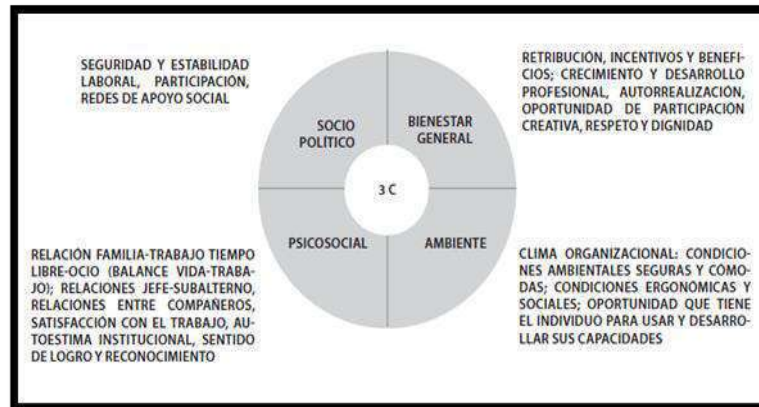 SEGURIDAD Y ESTABILIDAD
LABORAL, PARTICIPACIÓN,
REDES DE APOYO SOCIAL
RETRIBUCIÓN, INCENTIVOS Y BENEFI-
CIOS; CRECIMIENTO Y DESARROLLO
PROFESIONAL, AUTORREALIZACIÓN,
OPORTUNIDAD DE PARTICIPACIÓN
CREATIVA, RESPETO Y DIGNIDAD
SOCIO
POLÍTICO
BIENESTAR
GENERAL
3 C
PSICOSOCIAL
AMBIENTE
RELACIÓN FAMILIA-TRABAJO TIEMPO
LIBRE-OCIO (BALANCE VIDA-TRABA-
JO); RELACIONES JEFE-SUBALTERNO,
RELACIONES ENTRE COMPAÑEROS,
SATISFACCIÓN CON EL TRABAJO, AU-
TOESTIMA INSTITUCIONAL, SENTIDO
DE LOGRO Y RECONOCIMIENTO
CLIMA ORGANIZACIONAL: CONDICIO-
NES AMBIENTALES SEGURAS Y CÓMO-
DAS; CONDICIONES ERGONÓMICAS Y
SOCIALES; OPORTUNIDAD QUE TIENE
EL INDIVIDUO PARA USAR Y DESARRO-
LLAR SUS CAPACIDADES